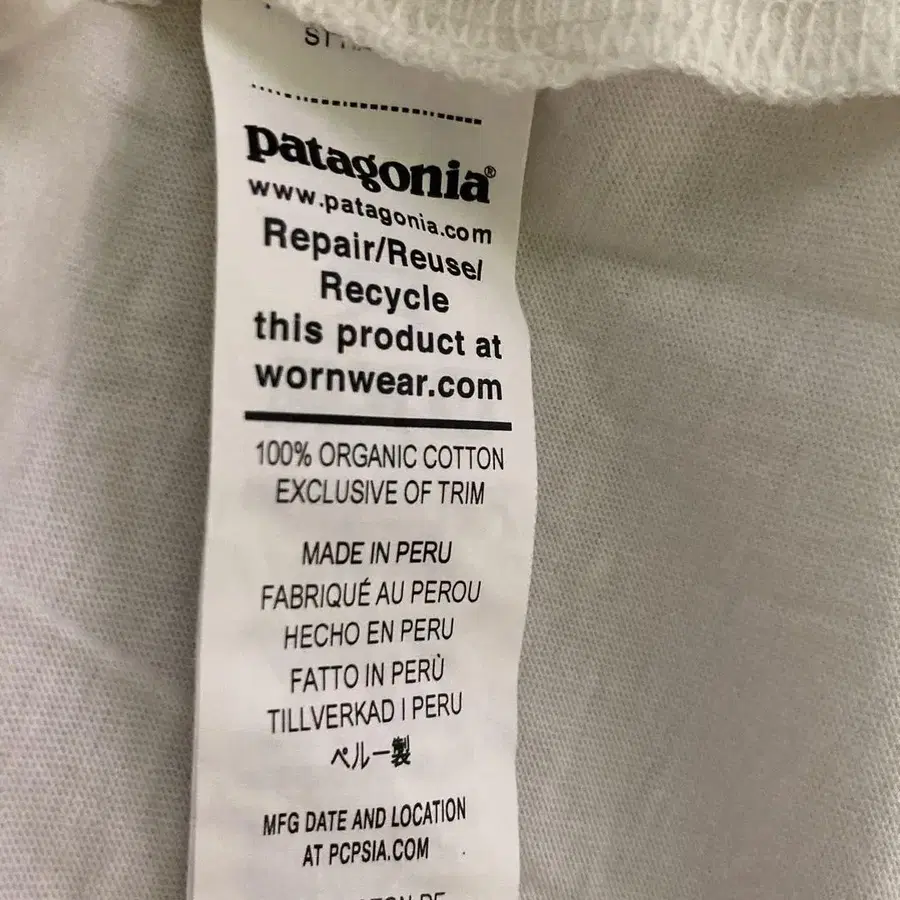 patagonia®
www.patagonia.com
Repair/Reuse/
Recycle
this product at
wornwear.com
100% ORGANIC COTTON
EXCLUSIVE OF TRIM
MADE IN PERU
FABRIQUÉ AU PEROU
HECHO EN PERU
FATTO IN PERÙ
TILLVERKAD I PERU
ペルー製
MFG DATE AND LOCATION
AT PCPSIA.COM